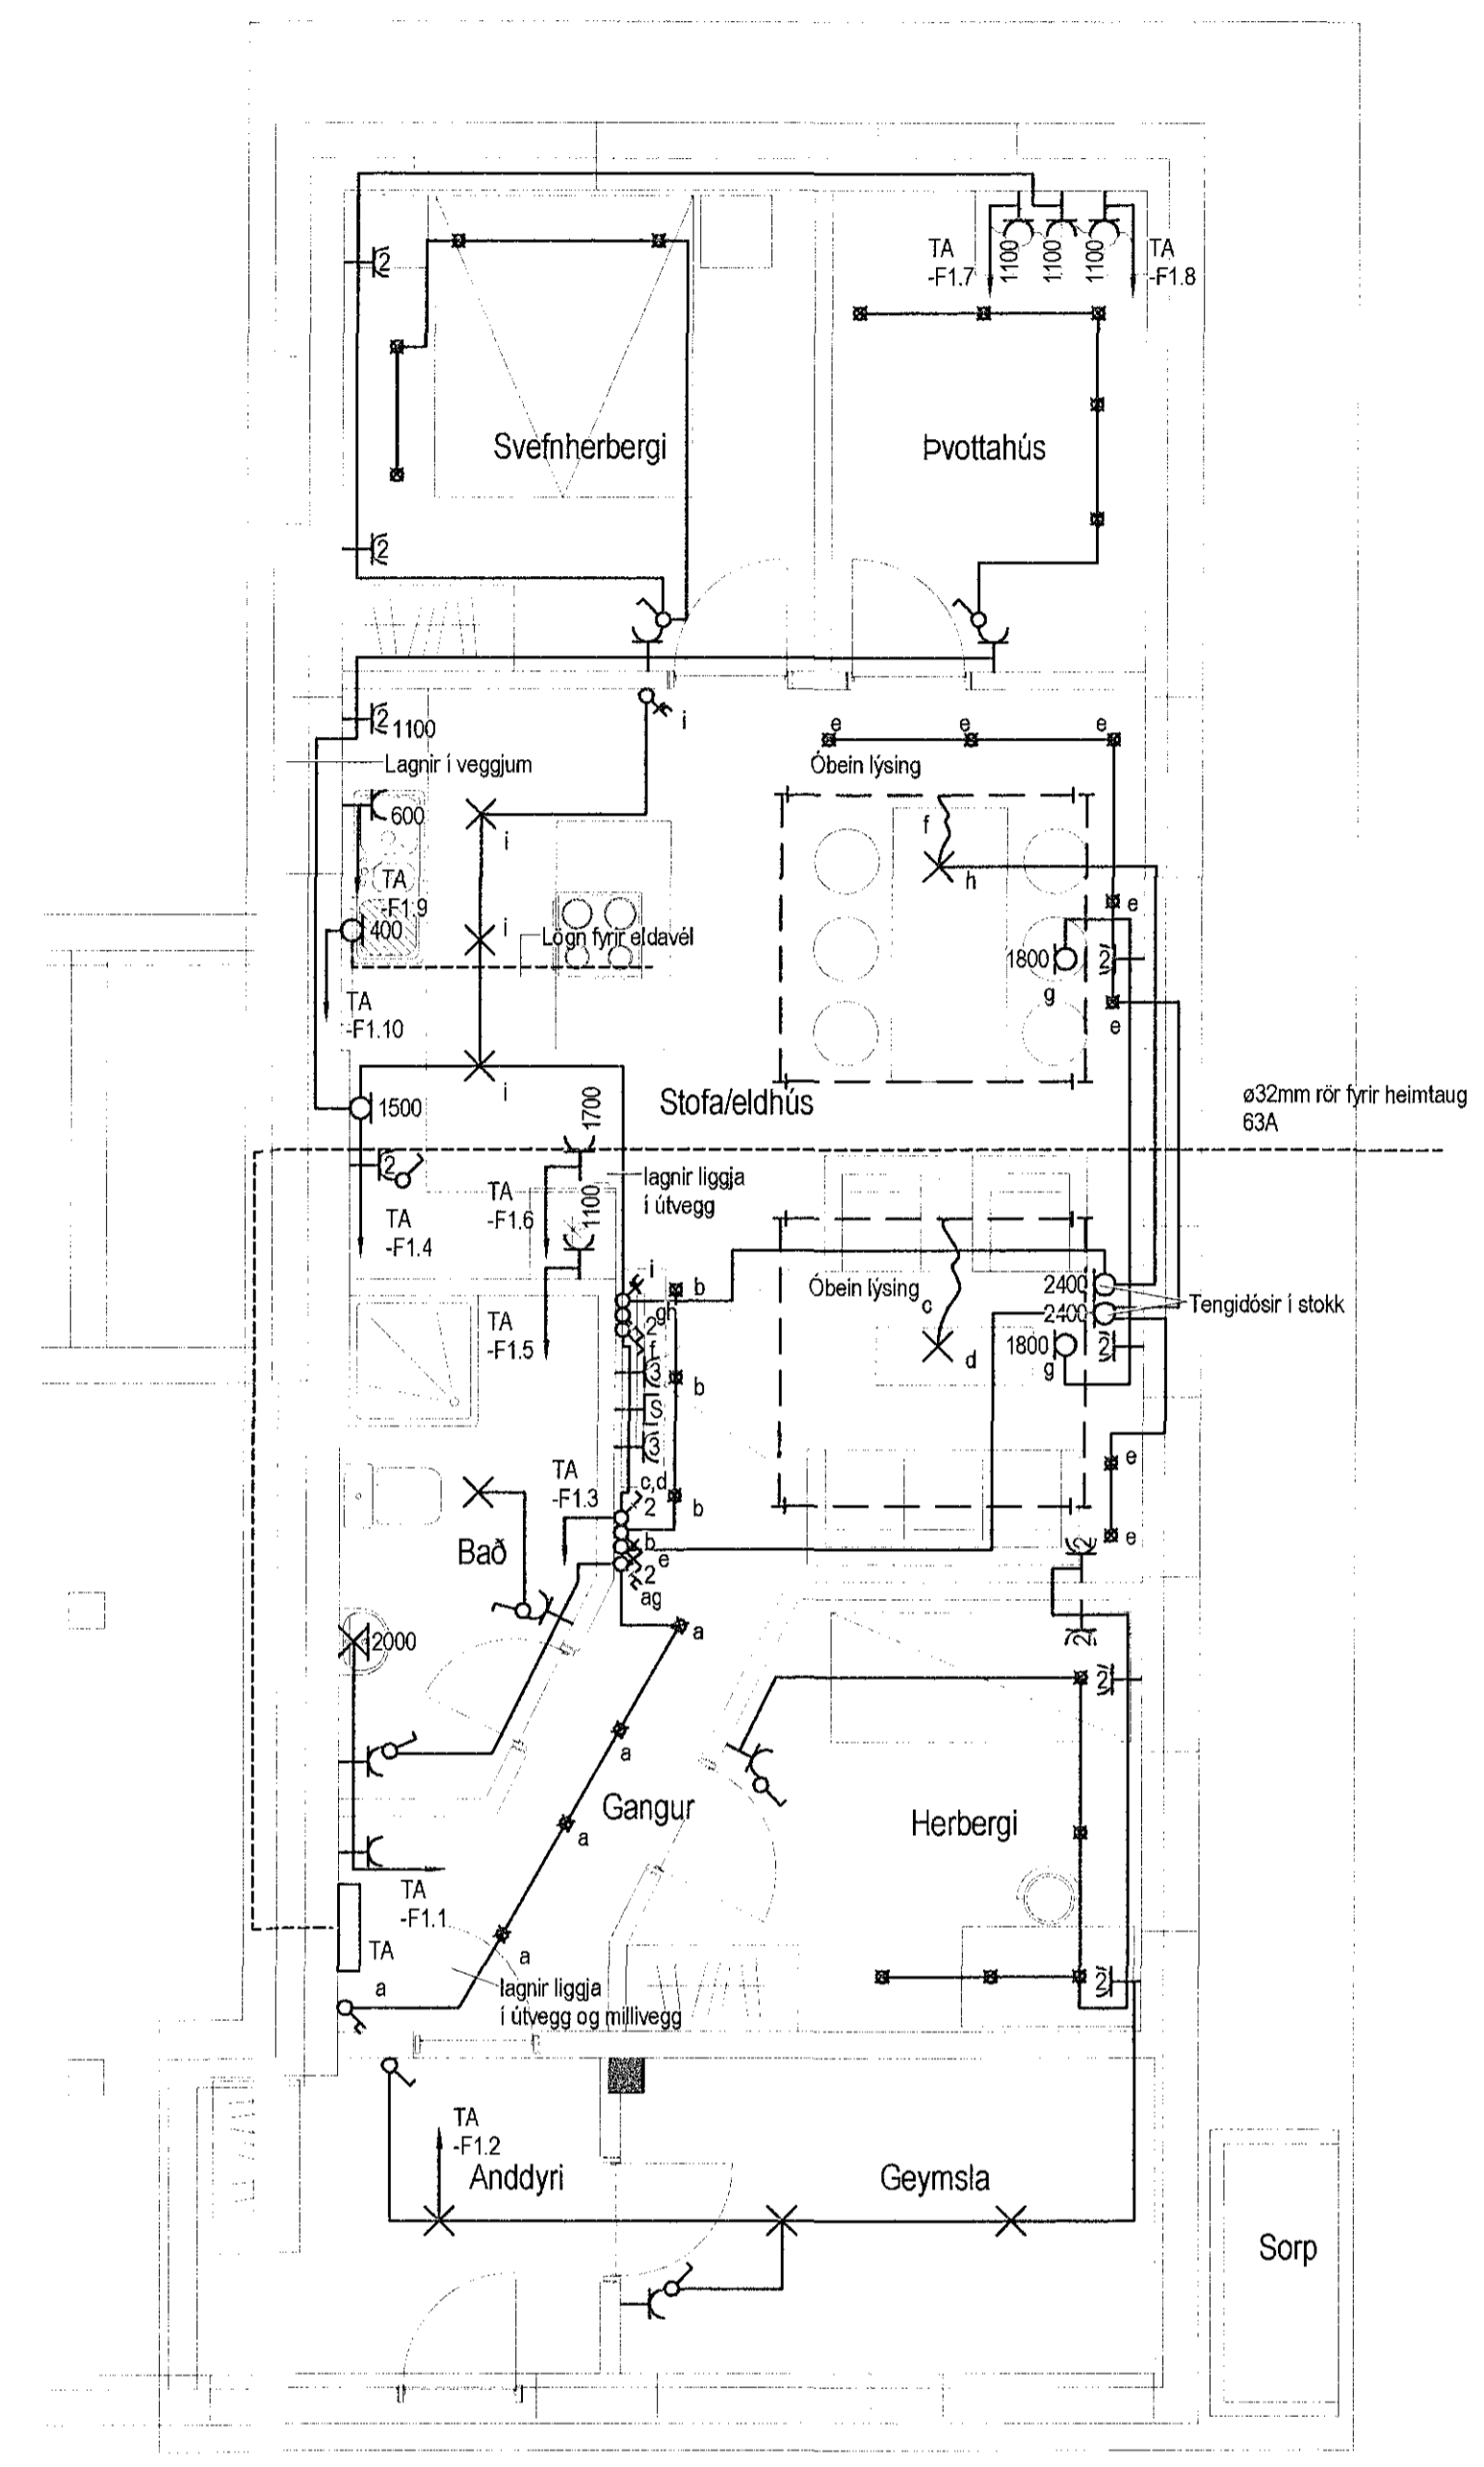 2
TA
-F1.7
1100
1100
1100
TA
-F1.8
Svefnherbergi
Þvottahús
2
i
2
1100
e
e
e
Lagnir í veggjum
Óbein lýsing
600
i
f
TA
-F1.9
h
400
i
Lögn fyrir eldavél
e
1800
2
g
TA
-F1.10
e
i
1500
1700
Stofa/eldhús
ø32mm rör fyrir heimtaug
63A
2
lagnir liggja
í útvegg
TA
-F1.6
1100
TA
-F1.4
i
b
Óbein lýsing
c
2400
gh
2400
Tengidósir í stokk
TA
-F1.5
2
f
1800
2
d
g
3
b
S
3
e
TA
-F1.3
c,d
2
b
Bað
b
e
2
e
2
ag
a
2000
2
2
a
Gangur
Herbergi
a
TA
-F1.1
TA
a
a
2
lagnir liggja
í útvegg og millivegg
TA
-F1.2
Anddyri
Geymsla
Sorp